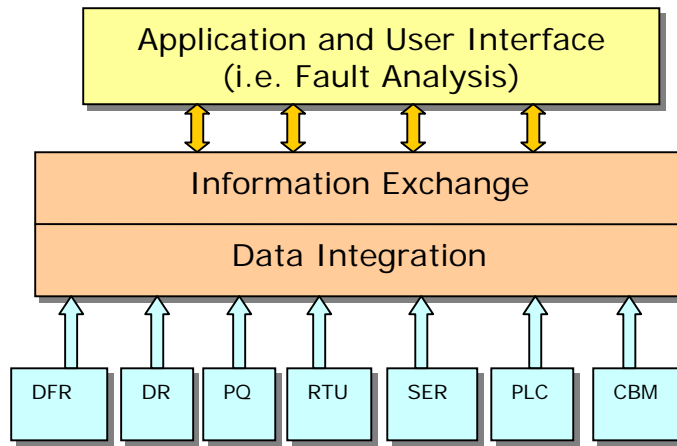 Application and User Interface
(i.e. Fault Analysis)
Information Exchange
Data Integration
DFR
DR
PQ
RTU
SER
PLC
CBM